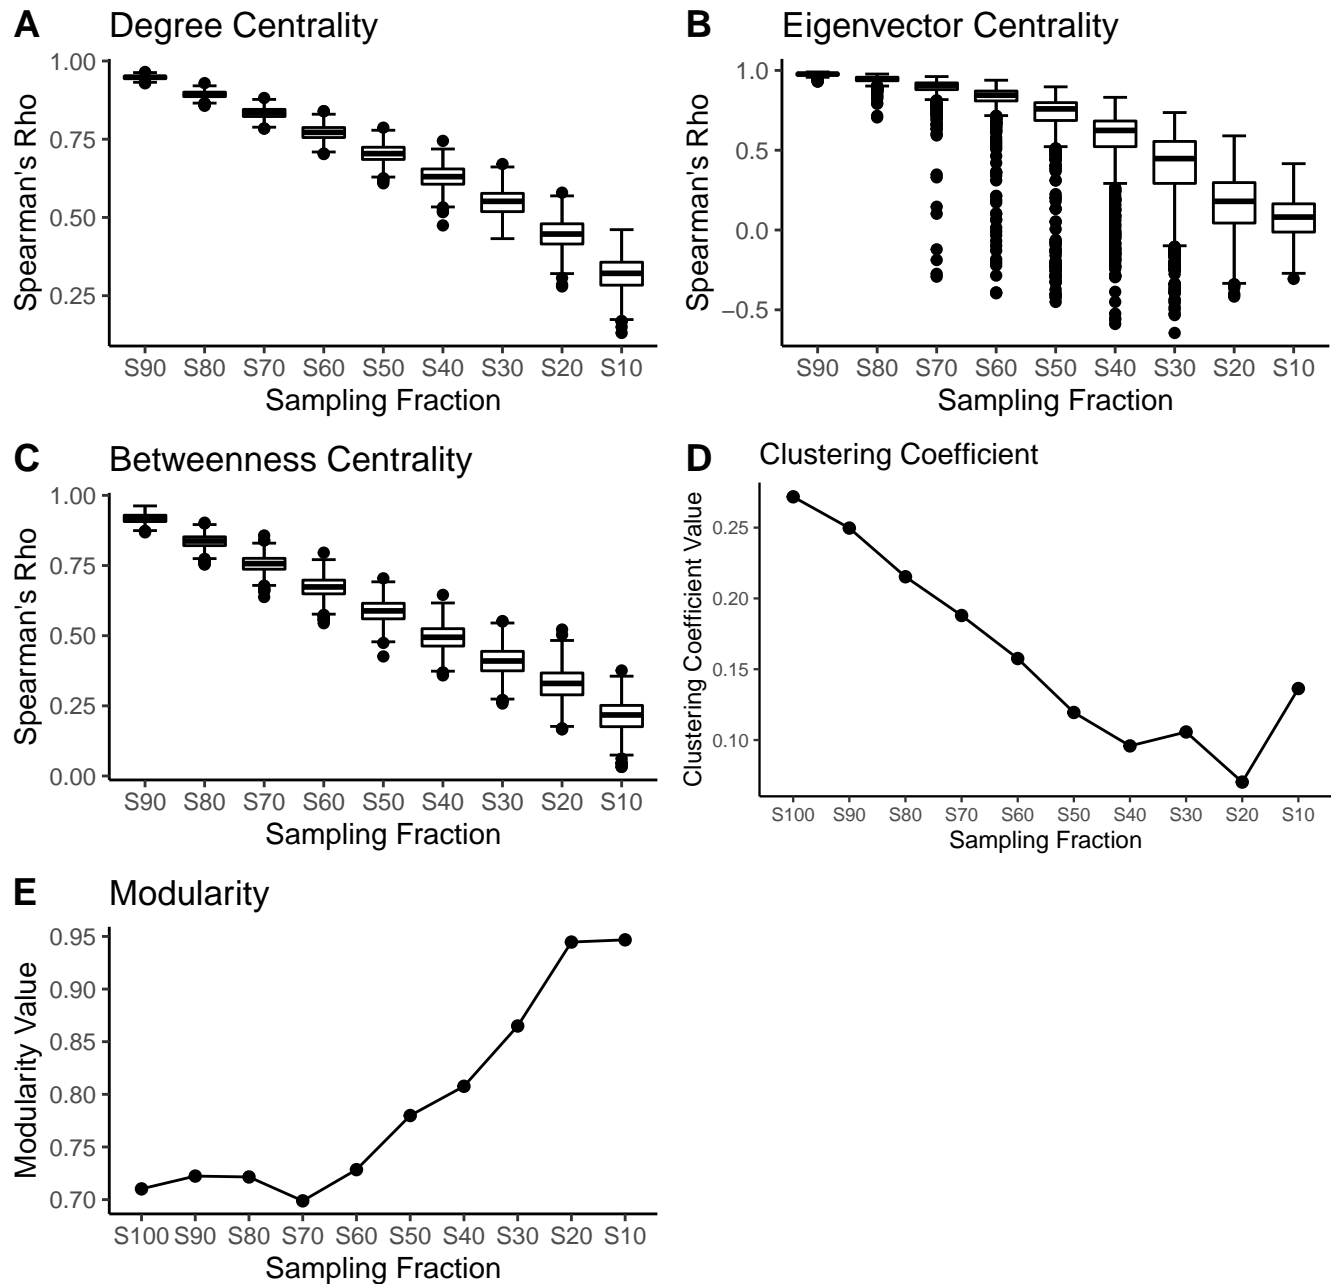 A Degree Centrality
1.00
0.75
0.50
0.25
Spearman's Rho
S90 S80 S70 S60 S50 S40 S30 S20 S10
Sampling Fraction
B Eigenvector Centrality
1.0
0.5
0.0
−0.5
Spearman's Rho
S90 S80 S70 S60 S50 S40 S30 S20 S10
Sampling Fraction
C Betweenness Centrality
1.00
0.75
0.50
0.25
0.00
Spearman's Rho
S90 S80 S70 S60 S50 S40 S30 S20 S10
Sampling Fraction
D Clustering Coefficient
0.25
0.20
0.15
0.10
Clustering Coefficient Value
S100 S90 S80 S70 S60 S50 S40 S30 S20 S10
Sampling Fraction
E Modularity
0.95
0.90
0.85
0.80
0.75
0.70
Modularity Value
S100 S90 S80 S70 S60 S50 S40 S30 S20 S10
Sampling Fraction